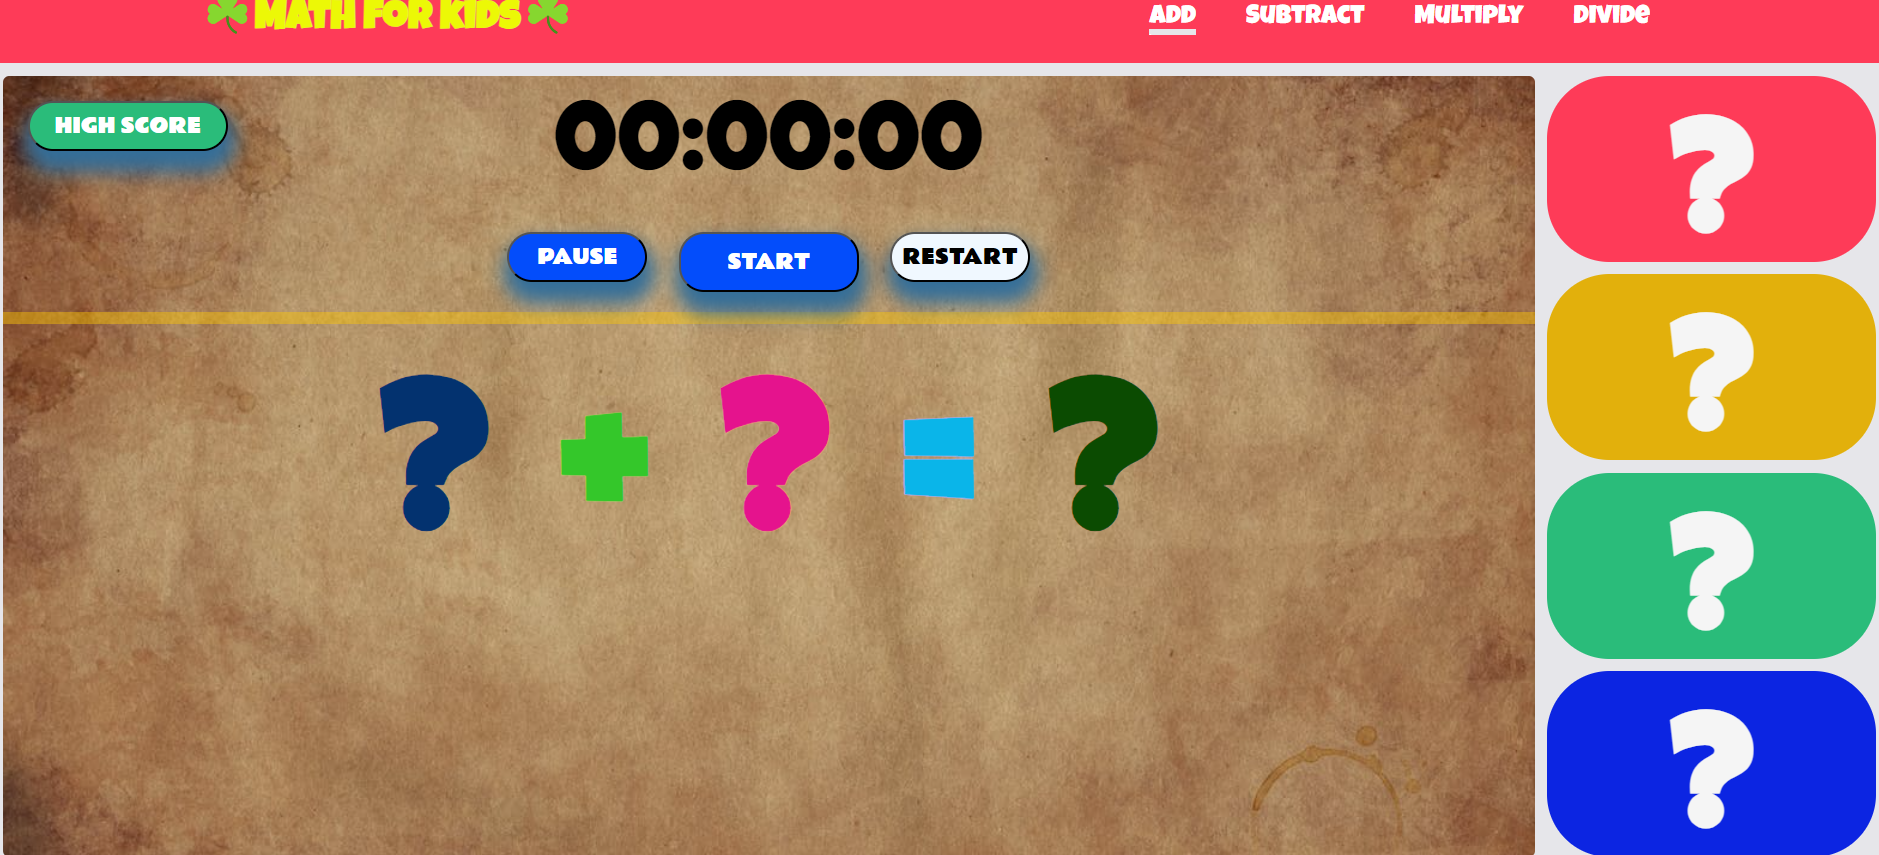 ☘️ MATH FOR KIDS ☘️
ADD SUBTRACT MULTIPLY DIVIDE
HIGH SCORE
00:00:00
PAUSE START RESTART
? + ? = ?
?
?
?
?